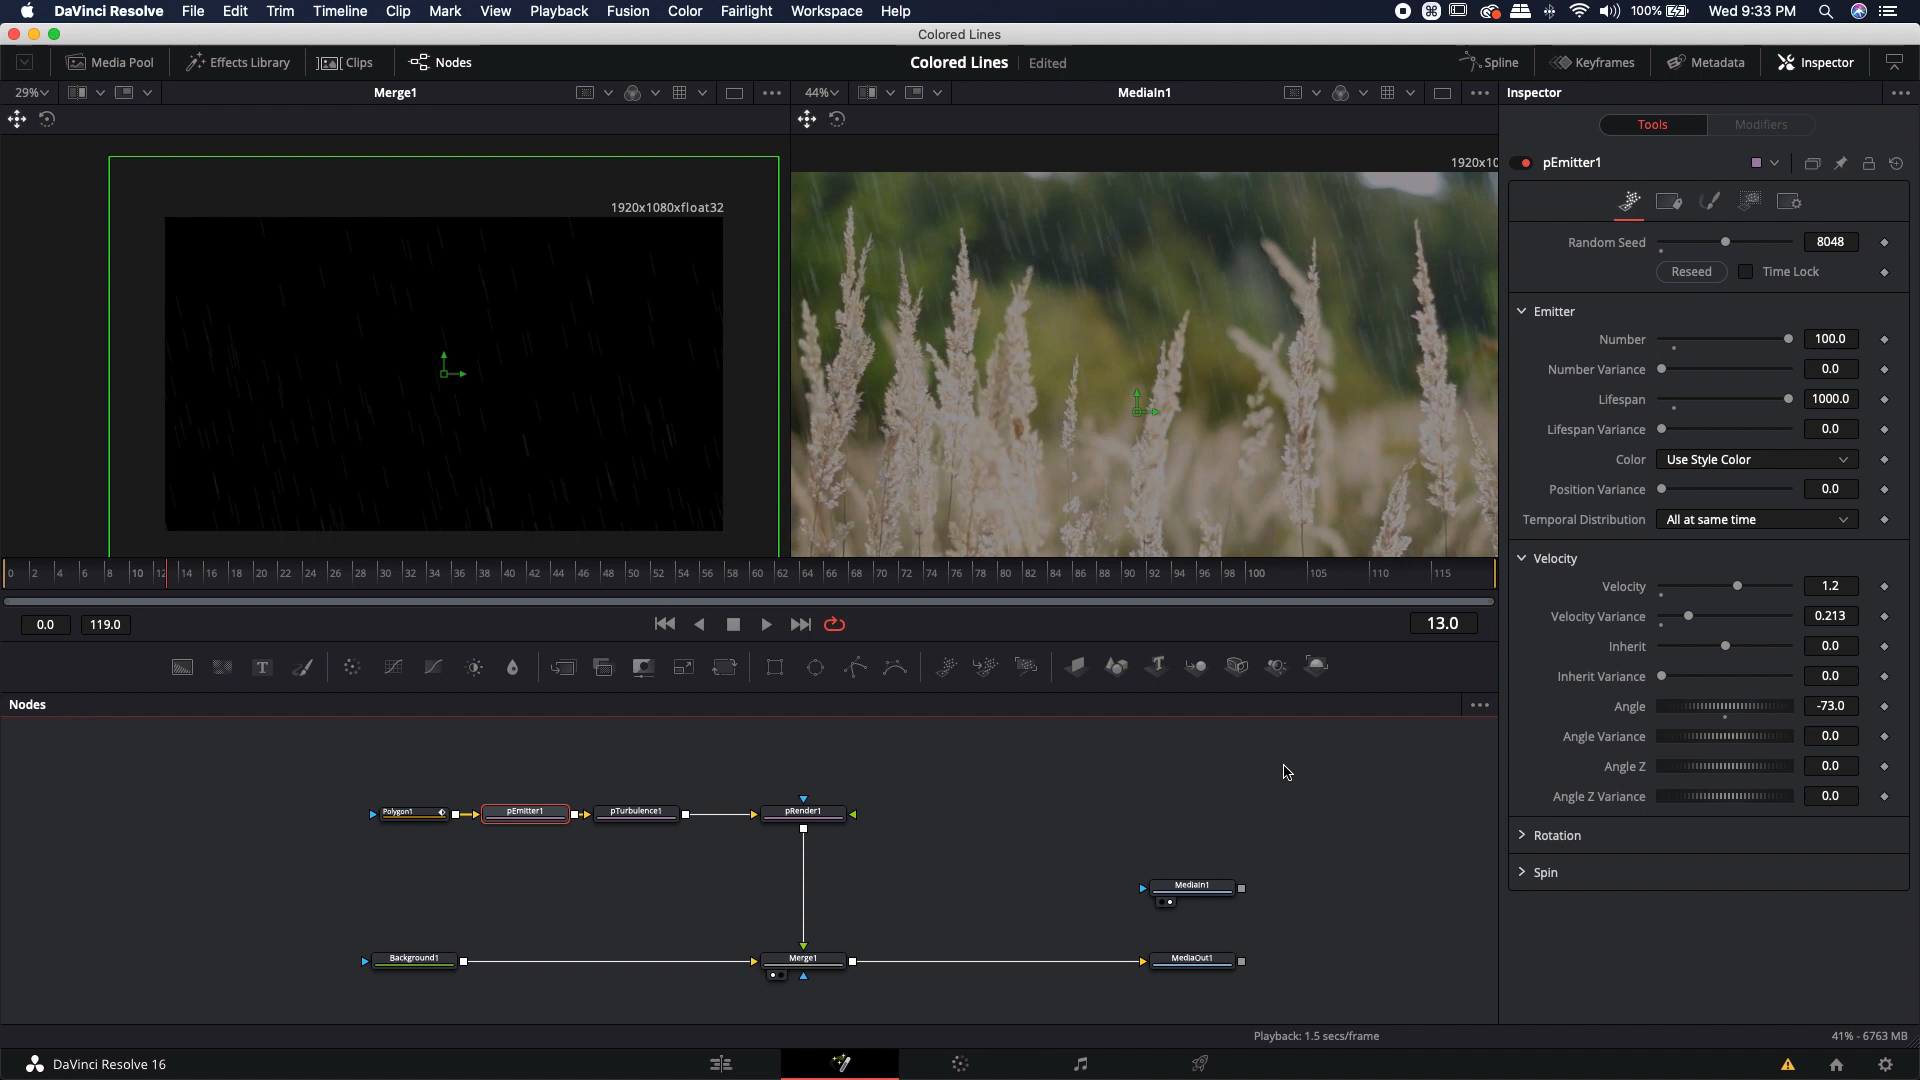 DaVinci Resolve File Edit Trim Timeline Clip Mark View Playback Fusion Color Fairlight Workspace Help 100% Wed 9:33 PM
Colored Lines
Media Pool Effects Library Clips Nodes Colored Lines Edited Spline Keyframes Metadata Inspector
29% Merge1 44% MediaIn1 Inspector
Tools Modifiers
1920x10 pEmitter1
1920x1080xfloat32
Random Seed 8048
Reseed Time Lock
Emitter
Number 100.0
Number Variance 0.0
Lifespan 1000.0
Lifespan Variance 0.0
Color Use Style Color
Position Variance 0.0
Temporal Distribution All at same time
Velocity
0 2 4 6 8 10 12 14 16 18 20 22 24 26 28 30 32 34 36 38 40 42 44 46 48 50 52 54 56 58 60 62 64 66 68 70 72 74 76 78 80 82 84 86 88 90 92 94 96 98 100 105 110 115
Velocity 1.2
Velocity Variance 0.213
0.0 119.0 13.0
Inherit 0.0
Inherit Variance 0.0
Angle -73.0
Nodes
Angle Variance 0.0
Angle Z 0.0
Angle Z Variance 0.0
Polygon1 pEmitter1 pTurbulence1 pRender1
Rotation
Spin
MediaIn1
Background1 Merge1 MediaOut1
Playback: 1.5 secs/frame 41% - 6763 MB
DaVinci Resolve 16